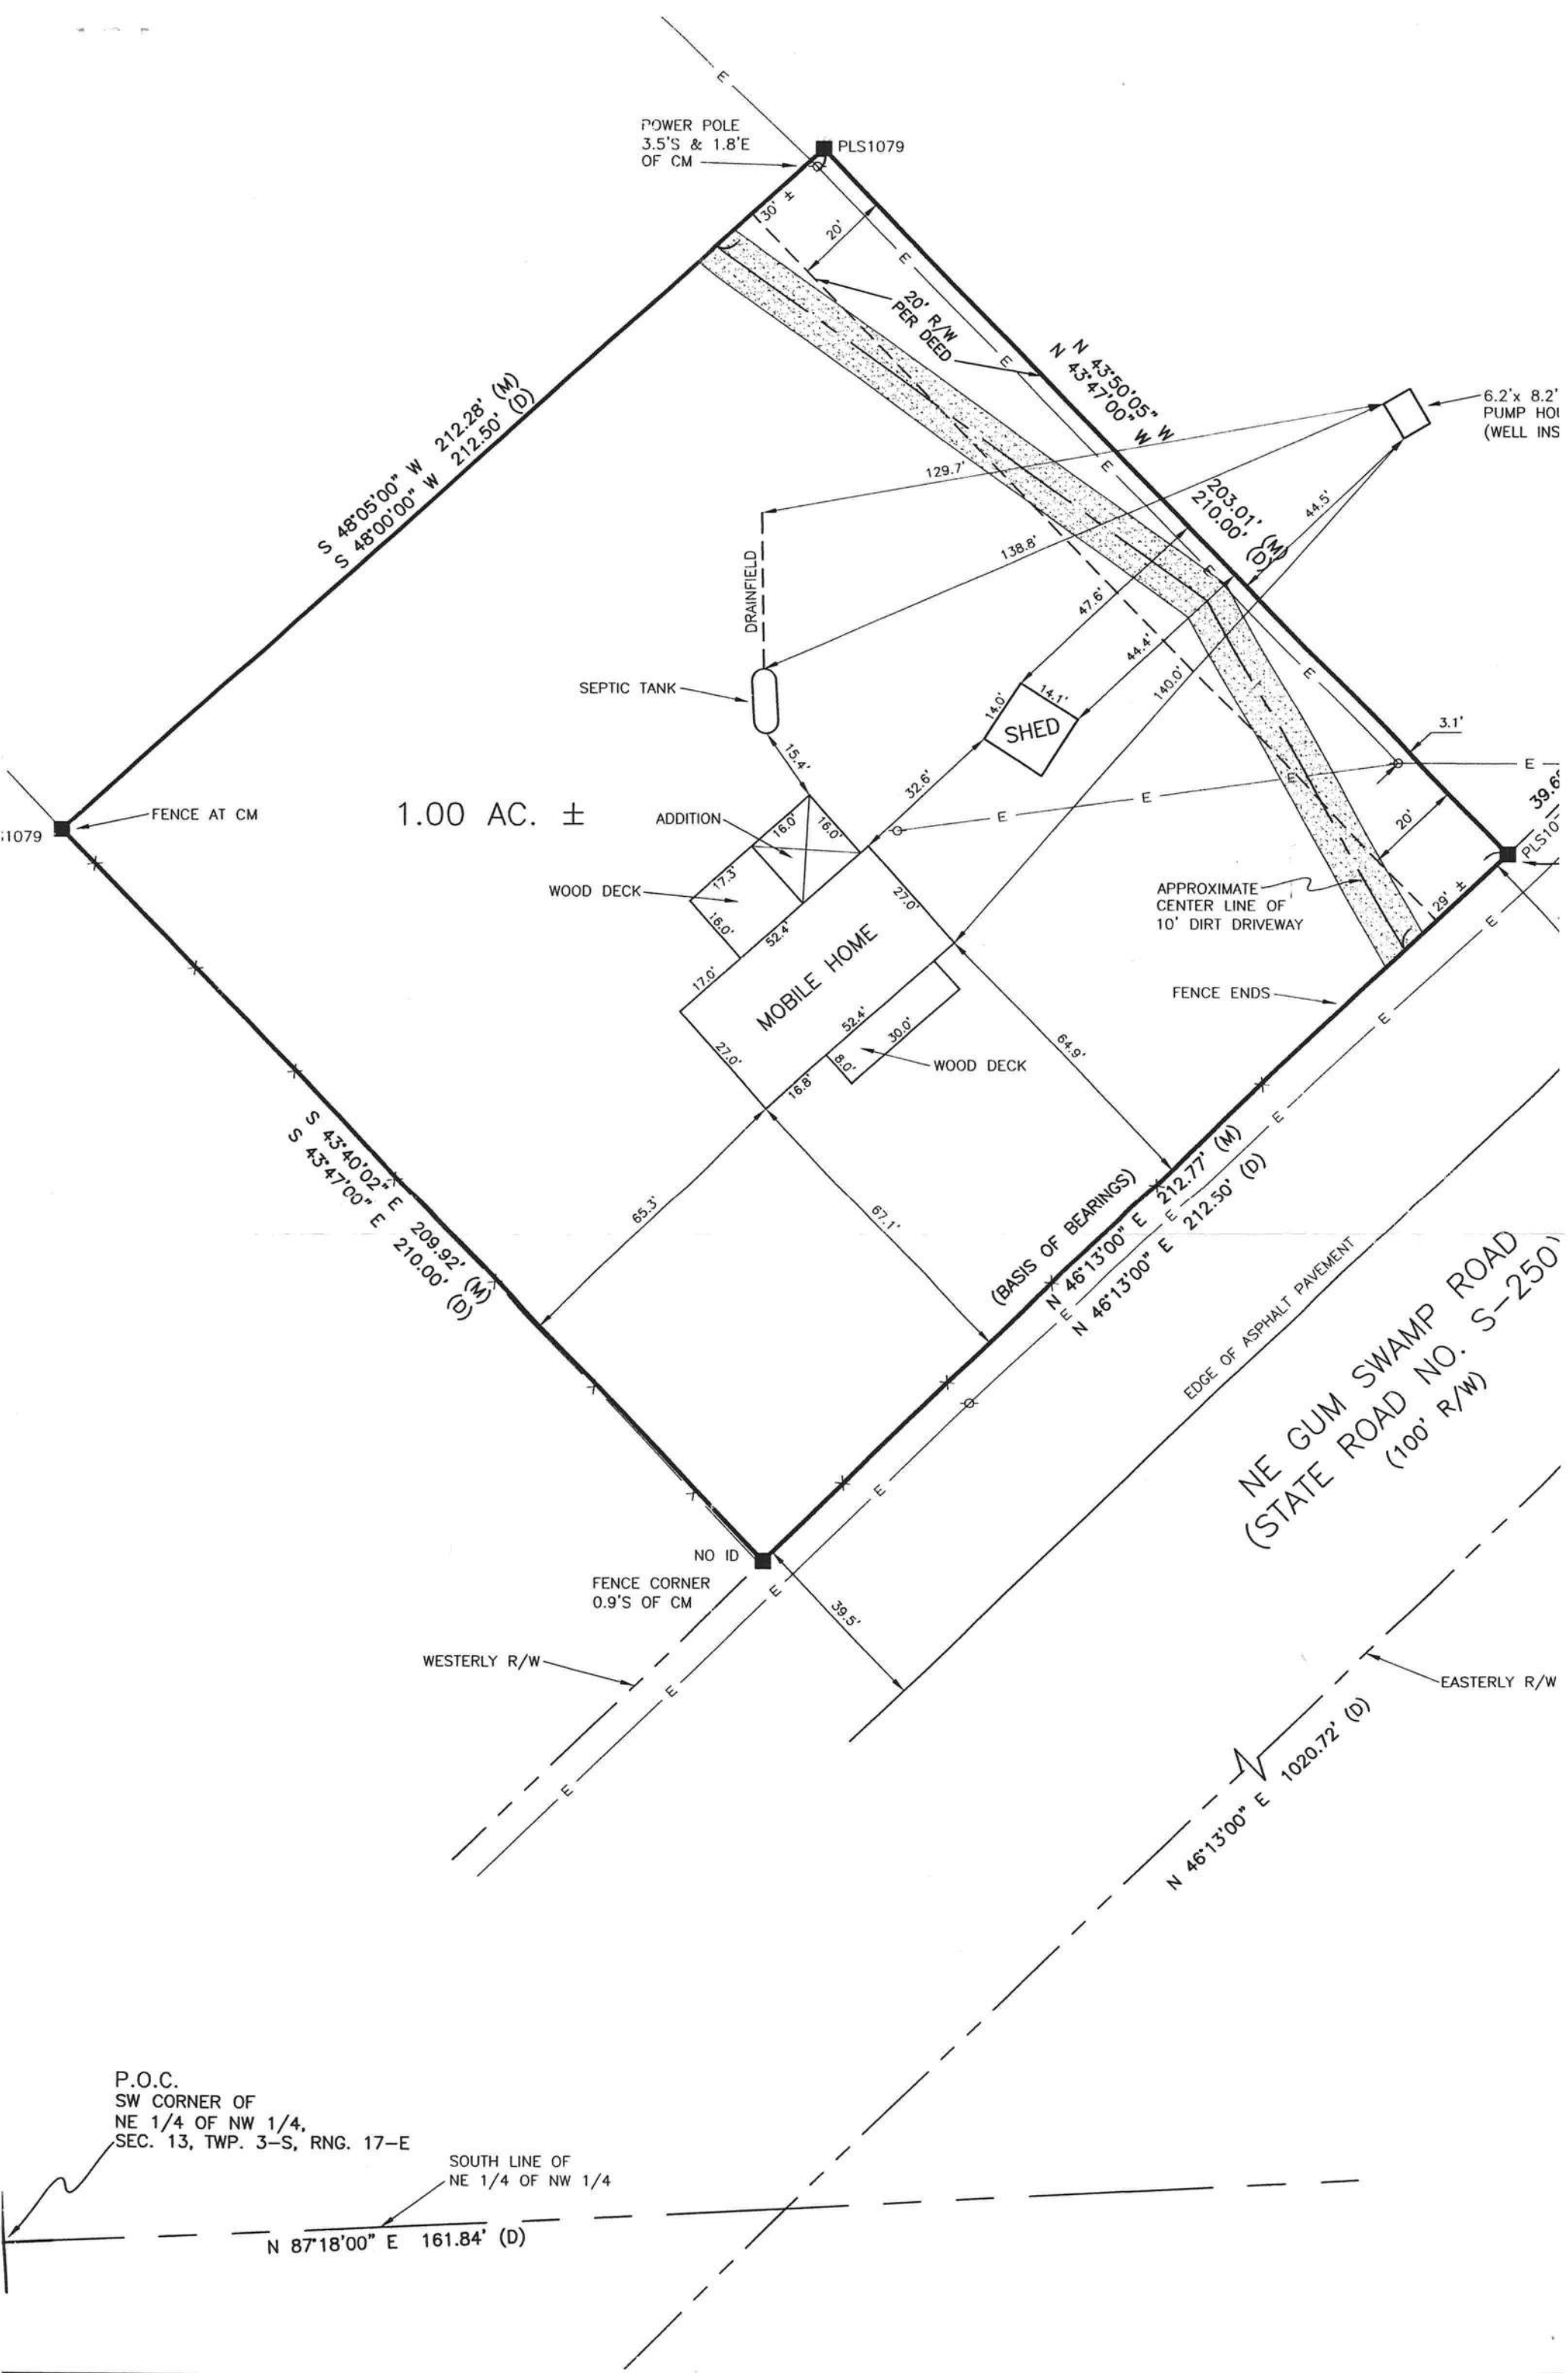 E
POWER POLE
3.5'S & 1.8'E
OF CM
PLS1079
30' ±
20'
E
20' R/W
PER DEED
E
N 43°50'05" W 203.01' (M)
N 43°47'00" W 210.00' (D)
6.2'x 8.2'
PUMP
(WELL
S 48°05'00" W 212.28' (M)
S 48°00'00" W 212.50' (D)
129.7'
E
44.5'
138.8'
E
DRAINFIELD
47.6'
44.4'
140.0'
E
SEPTIC TANK
14.0'
14.1'
SHED
3.1'
15.4'
32.6'
E
E
E
E
39.6
1079
FENCE AT CM
1.00 AC. ±
ADDITION
16.0'
16.0'
20'
WOOD DECK
17.3'
16.0'
27.0'
52.4'
APPROXIMATE
CENTER LINE OF
10' DIRT DRIVEWAY
29' ±
E
17.0'
MOBILE HOME
FENCE ENDS
E
52.4'
30.0'
27.0'
8.0'
WOOD DECK
64.9'
16.8'
E
S 43°40'02" E 209.92' (M)
S 43°47'00" E 210.00' (D)
65.3'
67.1'
(BASIS OF BEARINGS)
N 46°13'00" E 212.77' (M)
N 46°13'00" E 212.50' (D)
E
E
EDGE OF ASPHALT PAVEMENT
NE GUM SWAMP ROAD
(STATE ROAD NO. S-250)
(100' R/W)
E
NO ID
FENCE CORNER
0.9'S OF CM
E
39.5'
WESTERLY R/W
E
EASTERLY R/W
E
N 46°13'00" E 1020.72' (D)
P.O.C.
SW CORNER OF
NE 1/4 OF NW 1/4,
SEC. 13, TWP. 3-S, RNG. 17-E
SOUTH LINE OF
NE 1/4 OF NW 1/4
N 87°18'00" E 161.84' (D)